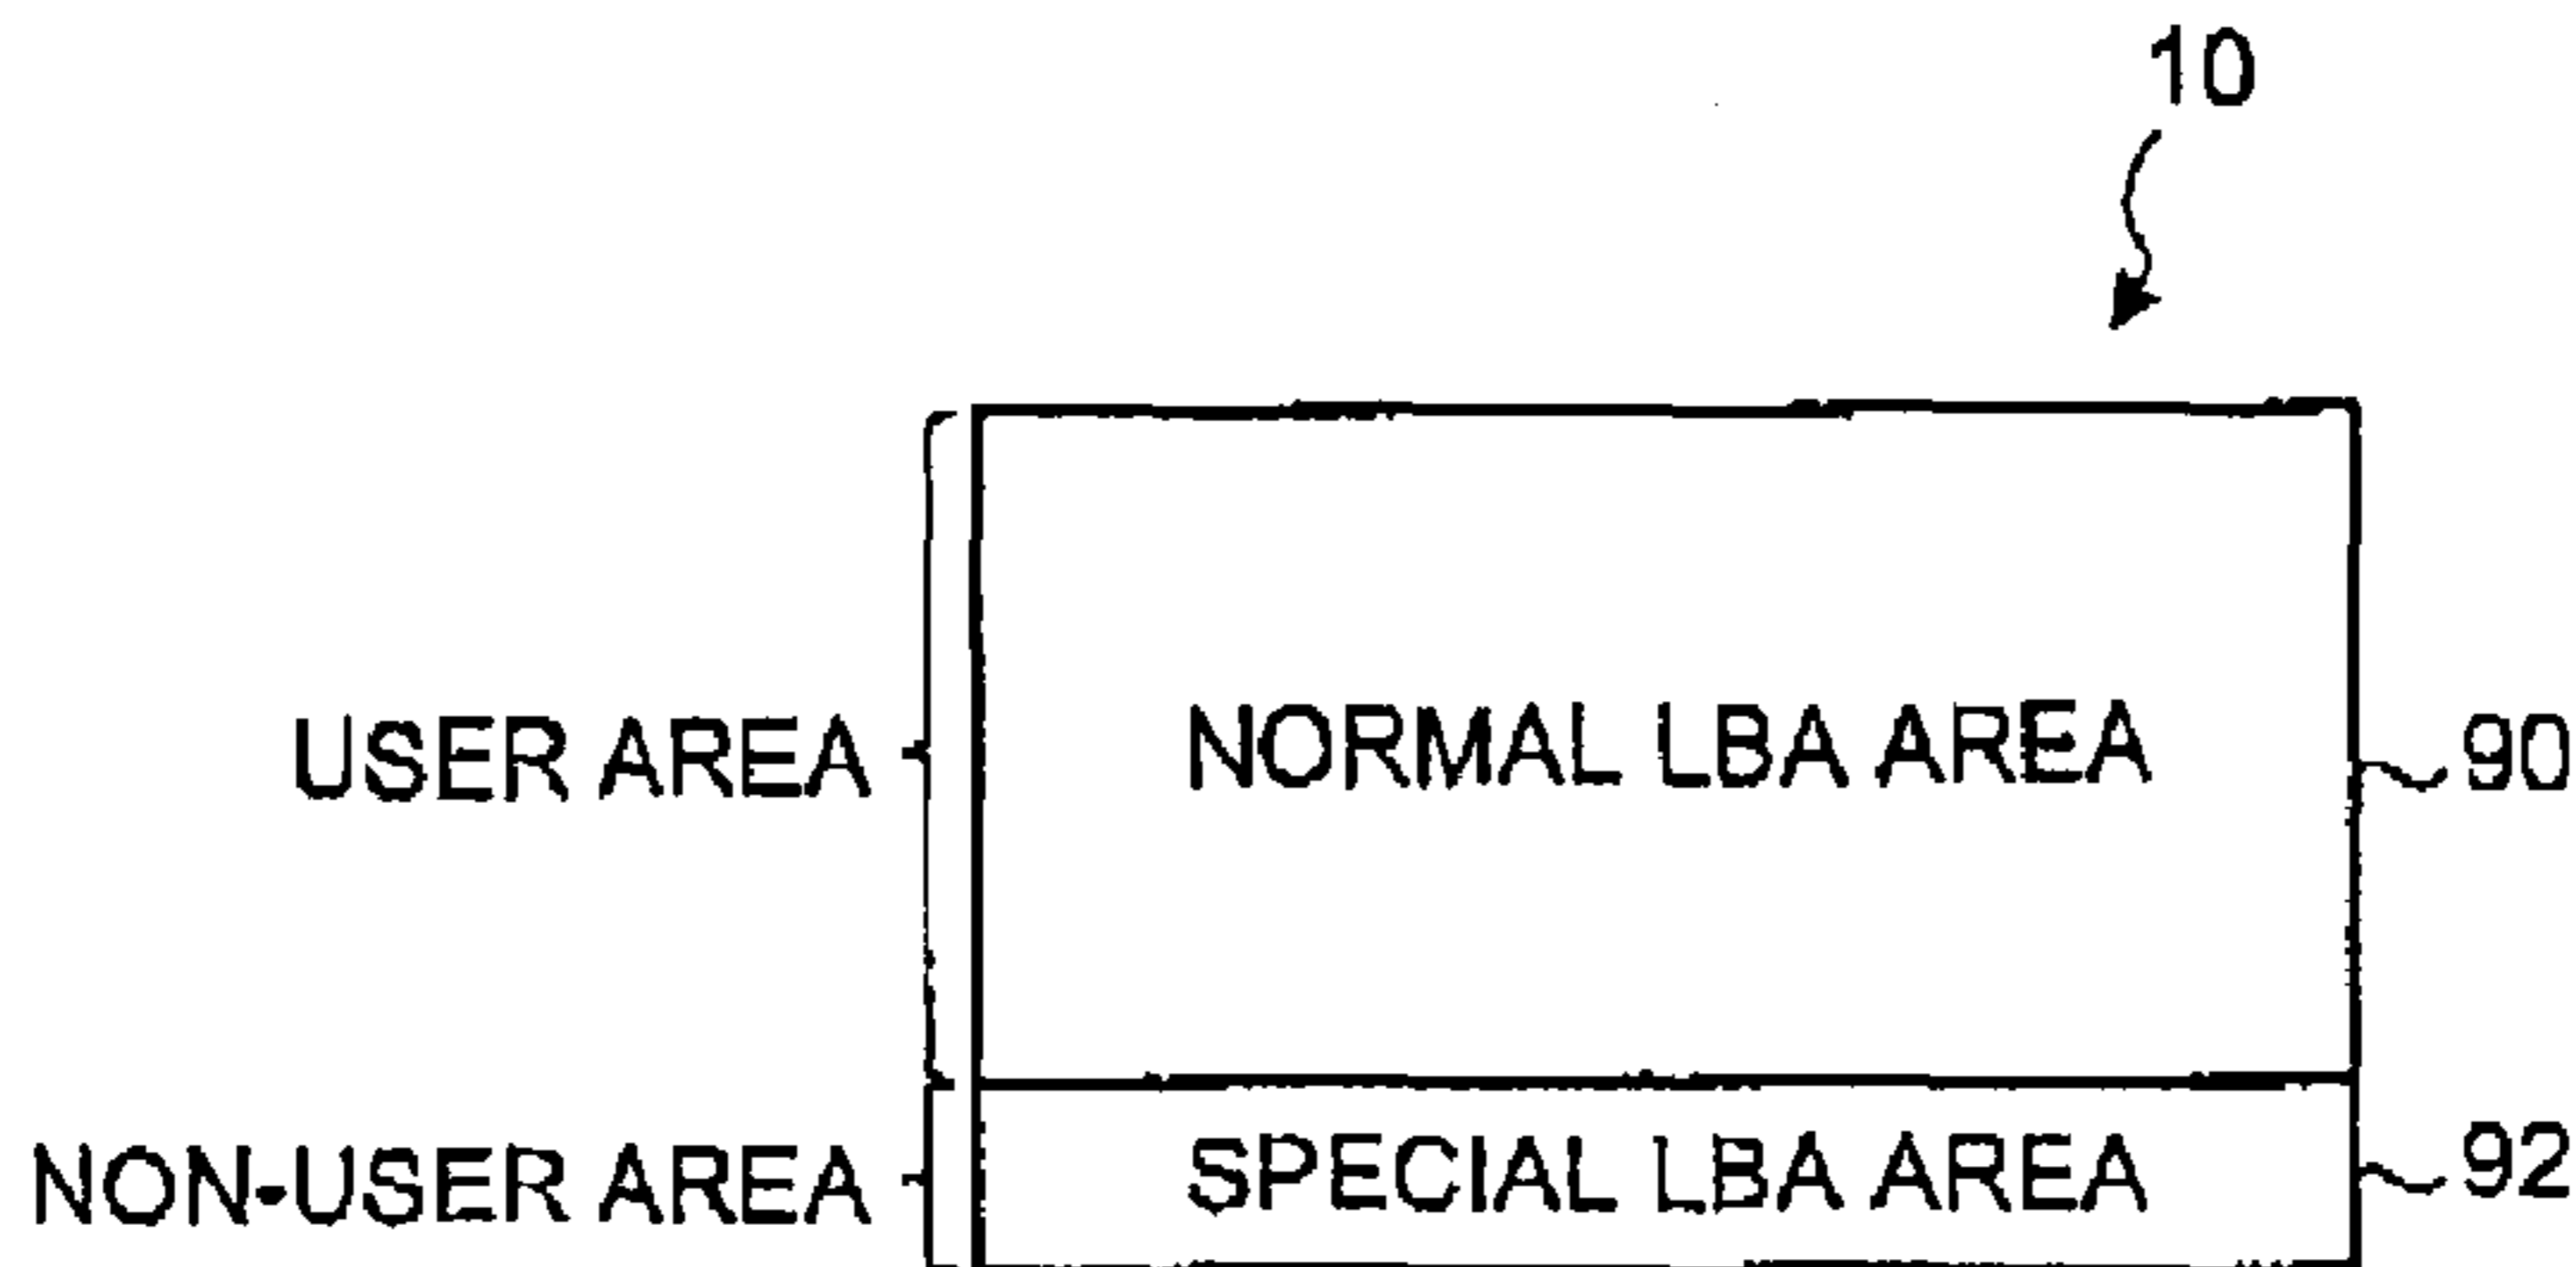 10
USER AREA
NORMAL LBA AREA
90
NON-USER AREA
SPECIAL LBA AREA
92